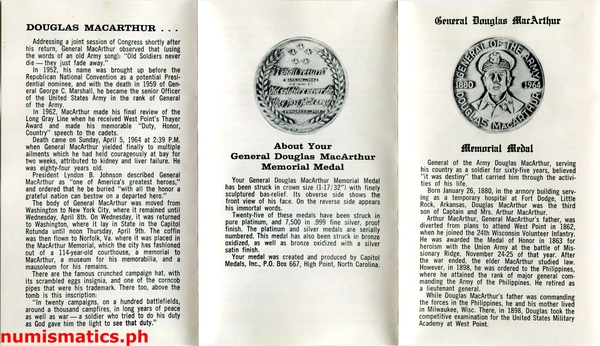 DOUGLAS MACARTHUR . . .
Addressing a joint session of Congress shortly after
his return, General MacArthur observed that (using
the words of an old Army song): "Old Soldiers never
die — they just fade away."
In 1952, his name was brought up before the
Republican National Convention as a potential Presi-
dential nominee, and with the death in 1959 of Gen-
eral George C. Marshall, he became the senior Officer
of the United States Army in the rank of General
of the Army.
In 1962, MacArthur made his final review of the
Long Gray Line when he received West Point's Thayer
Award and made his memorable "Duty, Honor,
Country" speech to the cadets.
Death came on Sunday, April 5, 1964 at 2:39 P.M.
when General MacArthur yielded finally to multiple
ailments which he had held courageously at bay for
two weeks, attributed to kidney and liver failure. He
was eighty-four years old.
President Lyndon B. Johnson described General
MacArthur as "one of America's greatest heroes,"
and ordered that he be buried "with all the honor a
grateful nation can bestow on a departed hero."
The body of General MacArthur was moved from
Washington to New York City, where it remained until
Wednesday, April 8th. On Wednesday, it was returned
to Washington, where it lay in State in the Capitol
Rotunda until noon Thursday, April 9th. The coffin
was then flown to Norfolk, Va. where it was placed in
the MacArthur Memorial, which the city has fashioned
out of a 114-year-old courthouse, a memorial to
MacArthur, a museum for his memorabilia, and a
mausoleum for his remains.
There are the famous crunched campaign hat, with
its scrambled eggs insignia, and one of the corncob
pipes that were his trademark. There too, above the
tomb is this inscription:
"In twenty campaigns, on a hundred battlefields,
around a thousand campfires, in long years of peace
as well as war — a soldier who tried to do his duty
as God gave him the light to see that duty."
numismatics.ph
About Your
General Douglas MacArthur
Memorial Medal
Your General Douglas MacArthur Memorial Medal
has been struck in crown size (1-17/32") with finely
sculptured bas-relief. Its obverse side shows the
front view of his face. On the reverse side appears
his immortal words.
Twenty-five of these medals have been struck in
pure platinum, and 7,500 in .999 fine silver, proof
finish. The platinum and silver medals are serially
numbered. This medal has also been struck in bronze
oxidized, as well as bronze oxidized with a silver
satin finish.
Your medal was created and produced by Capitol
Medals, Inc., P.O. Box 667, High Point, North Carolina.
General Douglas MacArthur
GENERAL OF THE ARMY
1880 1964
DOUGLAS MACARTHUR
Memorial Medal
General of the Army Douglas MacArthur, serving
his country as a soldier for sixty-five years, believed
"it was destiny" that carried him through the activi-
ties of his life.
Born January 26, 1880, in the armory building serv-
ing as a temporary hospital at Fort Dodge, Little
Rock, Arkansas, Douglas MacArthur was the third
son of Captain and Mrs. Arthur MacArthur.
Arthur MacArthur, General MacArthur's father, was
diverted from plans to attend West Point in 1862,
when he joined the 24th Wisconsin Volunteer Infantry.
He was awarded the Medal of Honor in 1863 for
heroism with the Union Army at the battle of Mis-
sionary Ridge, November 24-25 of that year. After
the war ended, the elder MacArthur studied law.
However, in 1898, he was ordered to the Philippines,
where he attained the rank of major general com-
manding the Army of the Philippines. He retired as
a lieutenant general.
While Douglas MacArthur's father was commanding
the forces in the Philippines, he and his mother lived
in Milwaukee, Wisc. There, in 1898, Douglas took the
competitive examination for the United States Military
Academy at West Point.